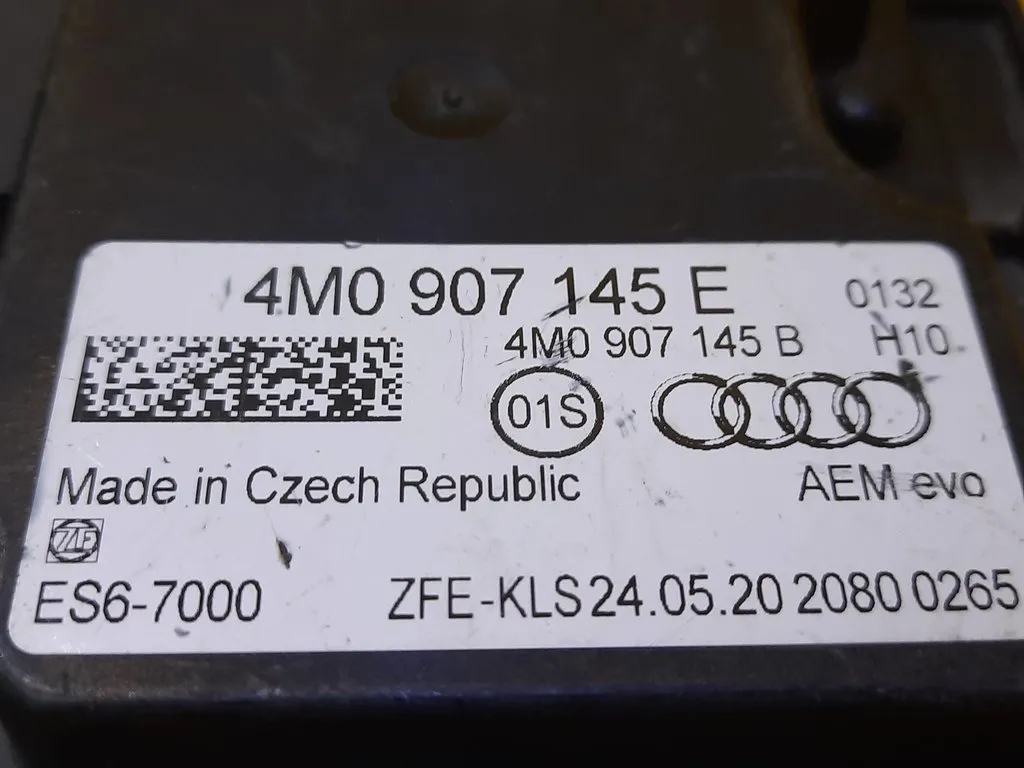 4M0 907 145 E 0132
4M0 907 145 B H10
01S
Made in Czech Republic AEM evo
ZF
ES6-7000 ZFE-KLS 24.05.20 2080 0265